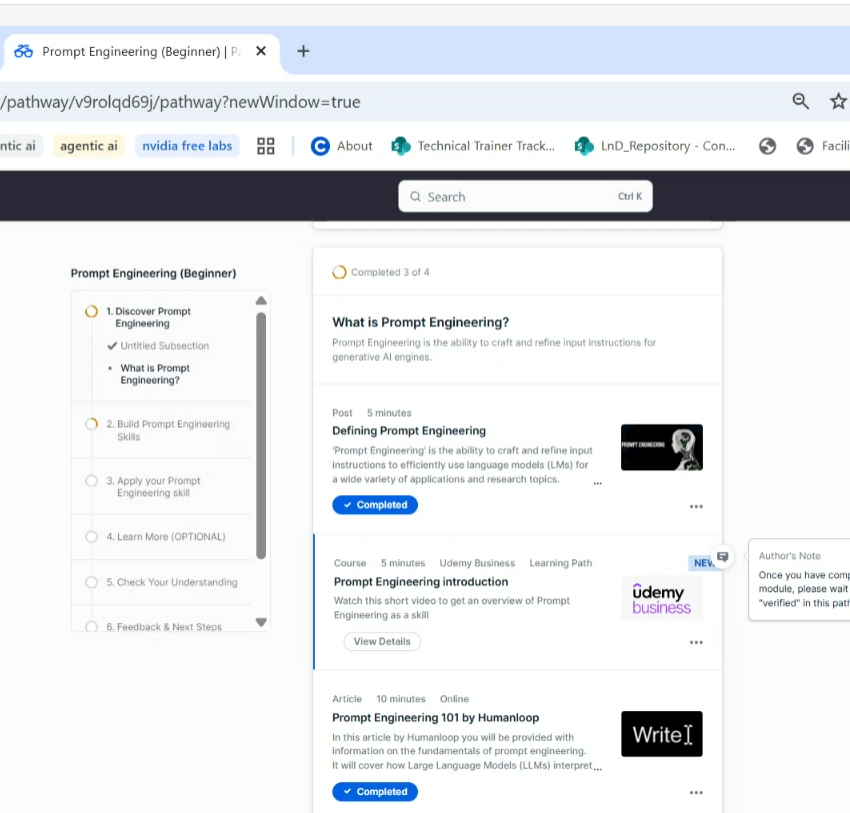 Prompt Engineering (Beginner) | Pa
/pathway/v9rolqd69j/pathway?newWindow=true
ntic ai
agentic ai
nvidia free labs
About
Technical Trainer Track...
LnD_Repository - Con...
Facili
Search
Ctrl K
Prompt Engineering (Beginner)
1. Discover Prompt
Engineering
Untitled Subsection
What is Prompt
Engineering?
2. Build Prompt Engineering
Skills
3. Apply your Prompt
Engineering skill
4. Learn More (OPTIONAL)
5. Check Your Understanding
6. Feedback & Next Steps
Completed 3 of 4
What is Prompt Engineering?
Prompt Engineering is the ability to craft and refine input instructions for
generative AI engines.
Post 5 minutes
Defining Prompt Engineering
'Prompt Engineering' is the ability to craft and refine input
instructions to efficiently use language models (LMs) for
a wide variety of applications and research topics. ...
PROMPT ENGINEERING
Completed
Course 5 minutes Udemy Business Learning Path
NEW
Prompt Engineering introduction
Watch this short video to get an overview of Prompt
Engineering as a skill
udemy
business
View Details
Author's Note
Once you have comp
module, please wait
"verified" in this path
Article 10 minutes Online
Prompt Engineering 101 by Humanloop
In this article by Humanloop you will be provided with
information on the fundamentals of prompt engineering.
It will cover how Large Language Models (LLMs) interpret...
Write
Completed